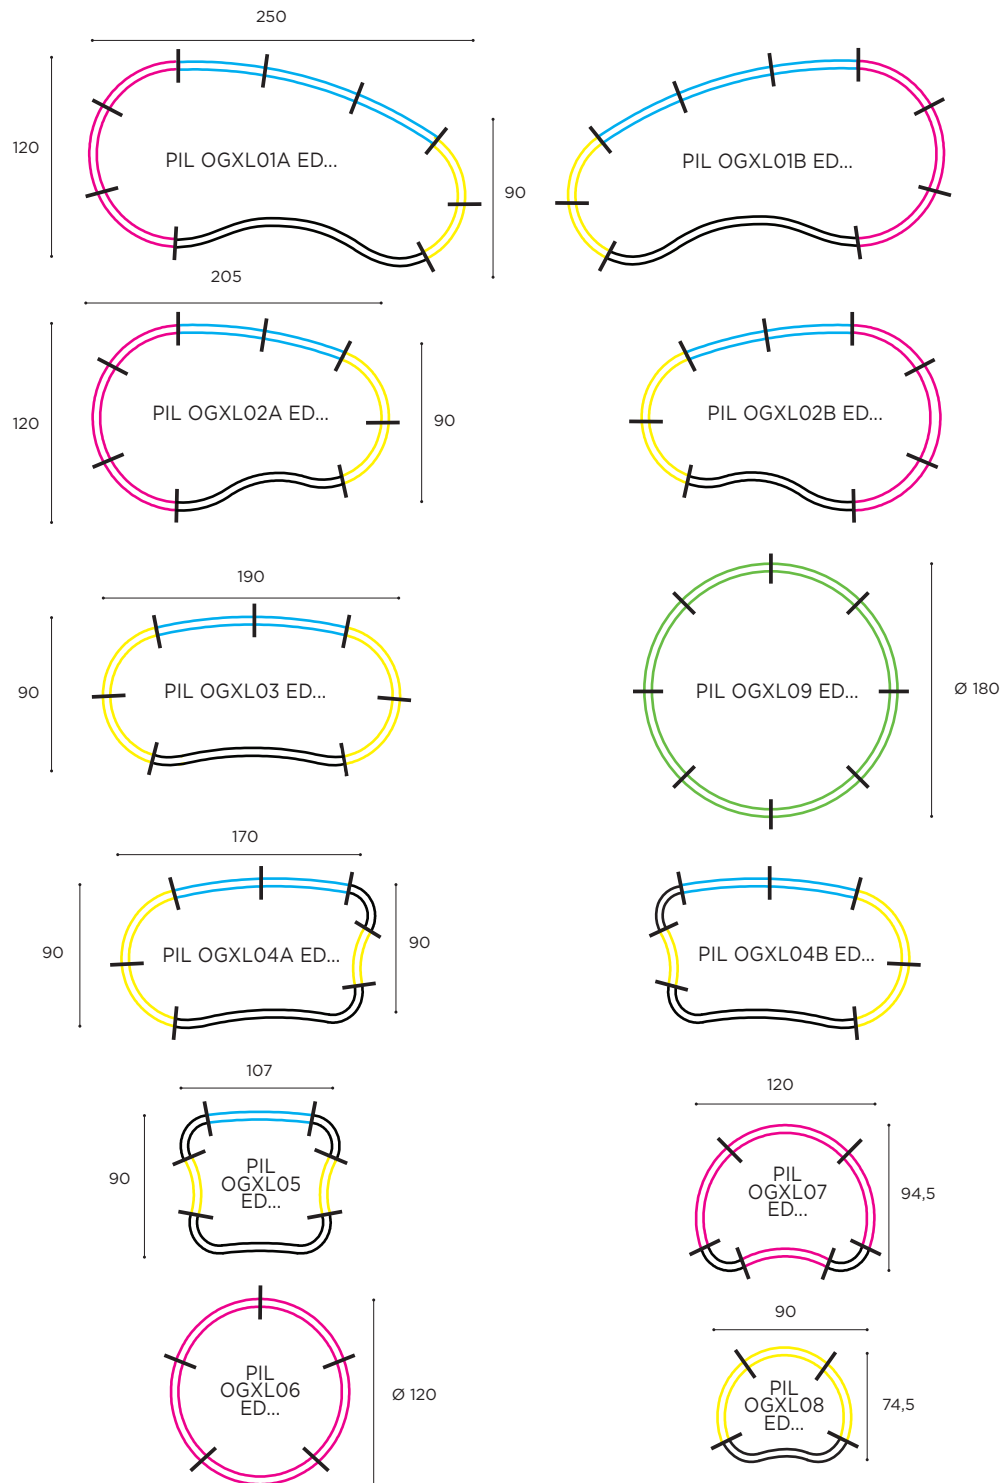 250
120
PIL OGXL01A ED...
90
PIL OGXL01B ED...
205
120
PIL OGXL02A ED...
90
PIL OGXL02B ED...
190
90
PIL OGXL03 ED...
PIL OGXL09 ED...
Ø 180
170
90
PIL OGXL04A ED...
90
PIL OGXL04B ED...
107
90
PIL
OGXL05
ED...
120
PIL
OGXL07
ED...
94,5
PIL
OGXL06
ED...
Ø 120
90
PIL
OGXL08
ED...
74,5